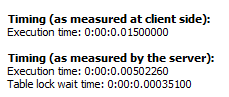 Timing (as measured at client side):
Execution time: 0:00:0.01500000
Timing (as measured by the server):
Execution time: 0:00:0.00502260
Table lock wait time: 0:00:0.00035100